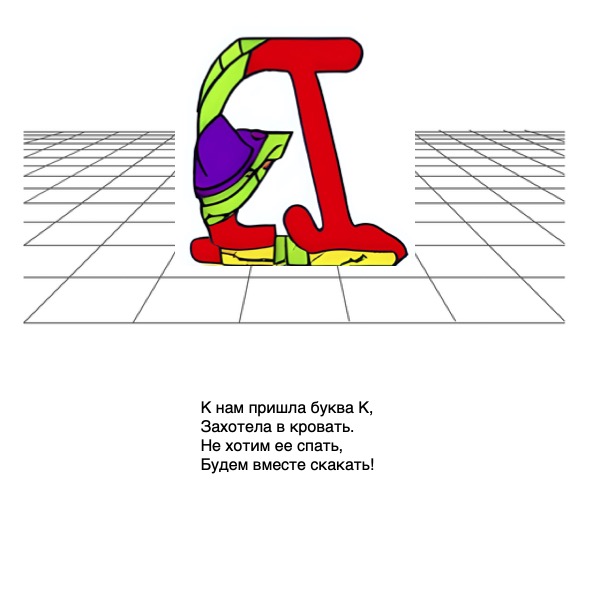 К нам пришла буква К,
Захотела в кровать.
Не хотим ее спать,
Будем вместе скакать!